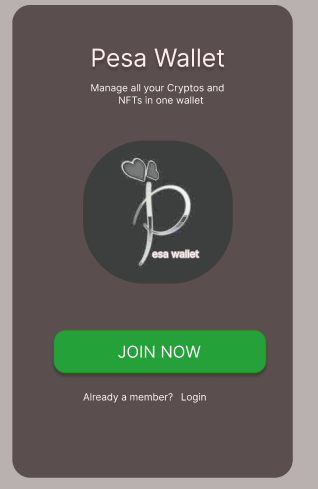 Pesa Wallet
Manage all your Cryptos and
NFTs in one wallet
esa wallet
JOIN NOW
Already a member? Login